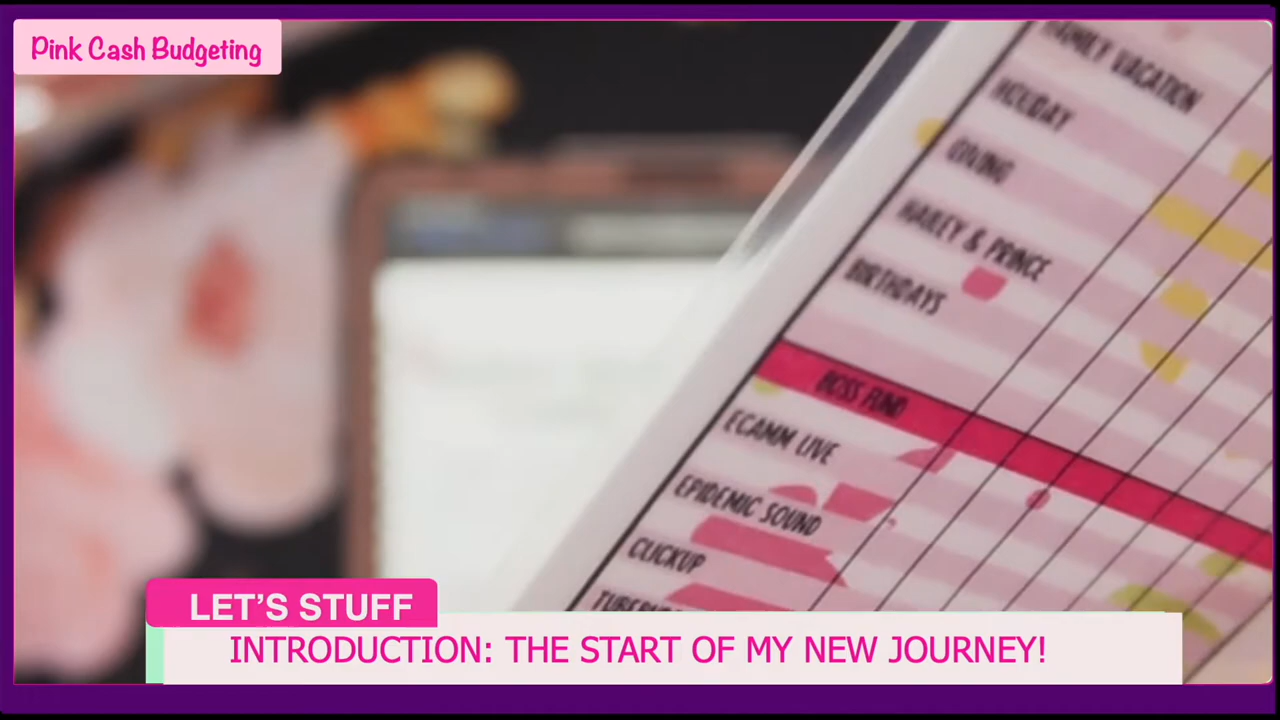 Pink Cash Budgeting
FAMILY VACATION
HOLIDAY
GIVING
HARLEY & PRINCE
BIRTHDAYS
BOSS FUND
ECAMM LIVE
EPIDEMIC SOUND
CLICKUP
LET'S STUFF
INTRODUCTION: THE START OF MY NEW JOURNEY!